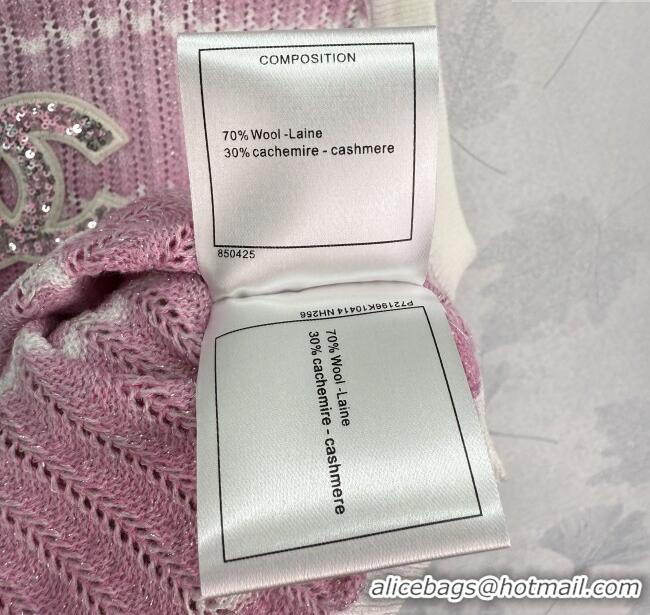 COMPOSITION
70% Wool -Laine
30% cachemire - cashmere
850425
P72196K10414 NH256
70% Wool -Laine
30% cachemire - cashmere
alicebags@hotmail.com